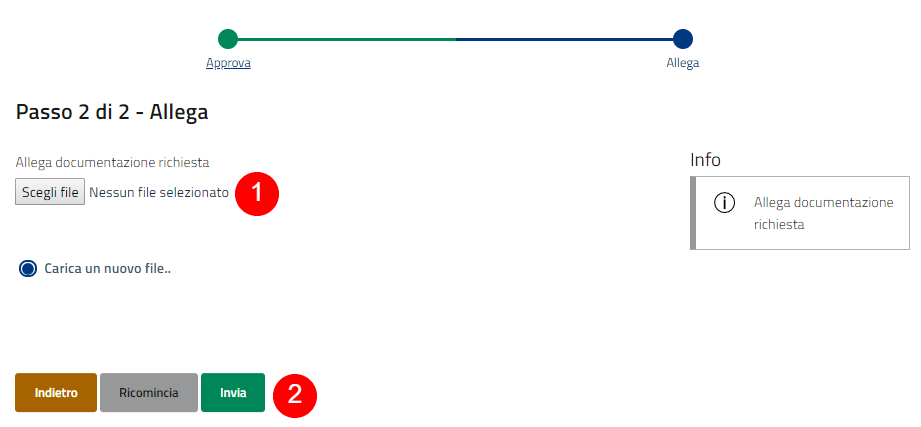 Approva
Allega
Passo 2 di 2 - Allega
Allega documentazione richiesta
Scegli file Nessun file selezionato
1
Info
Allega documentazione
richiesta
Carica un nuovo file..
Indietro
Ricomincia
Invia
2